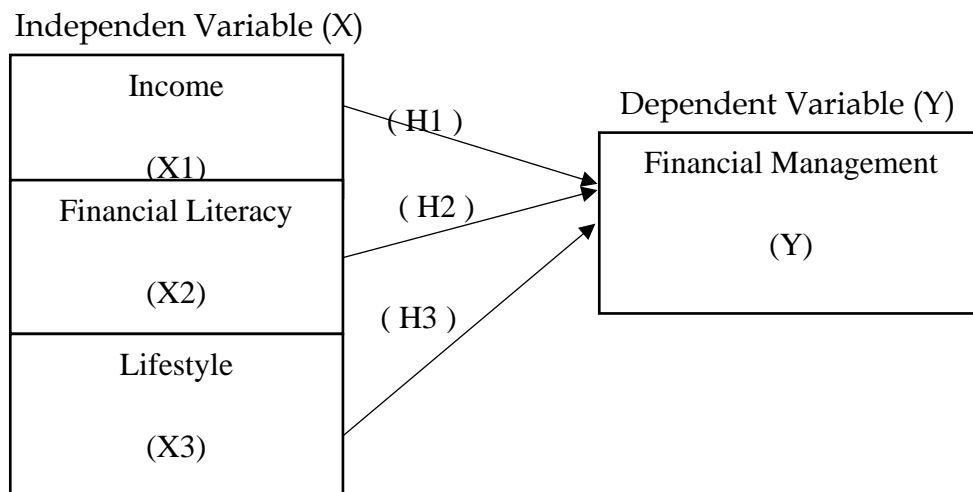 Independen Variable (X)
Income
(X1)
Financial Literacy
(X2)
Lifestyle
(X3)
( H1 )
( H2 )
( H3 )
Dependent Variable (Y)
Financial Management
(Y)